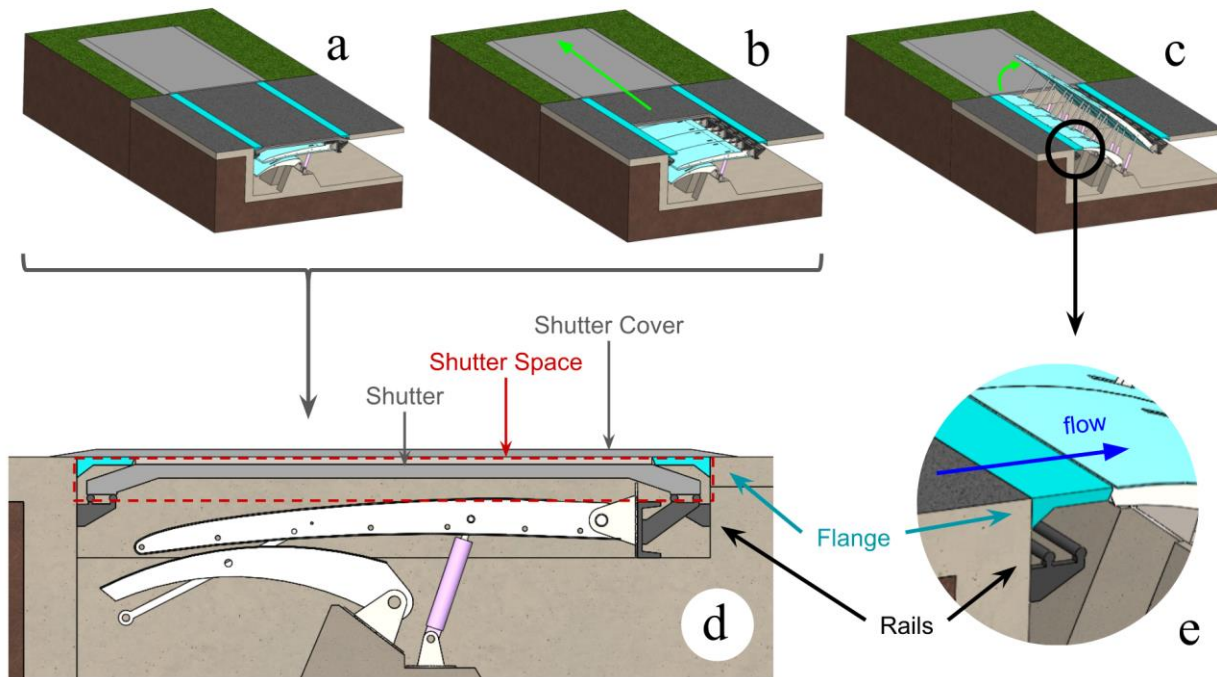 a
b
c
Shutter Cover
Shutter Space
Shutter
flow
Flange
Rails
d
e